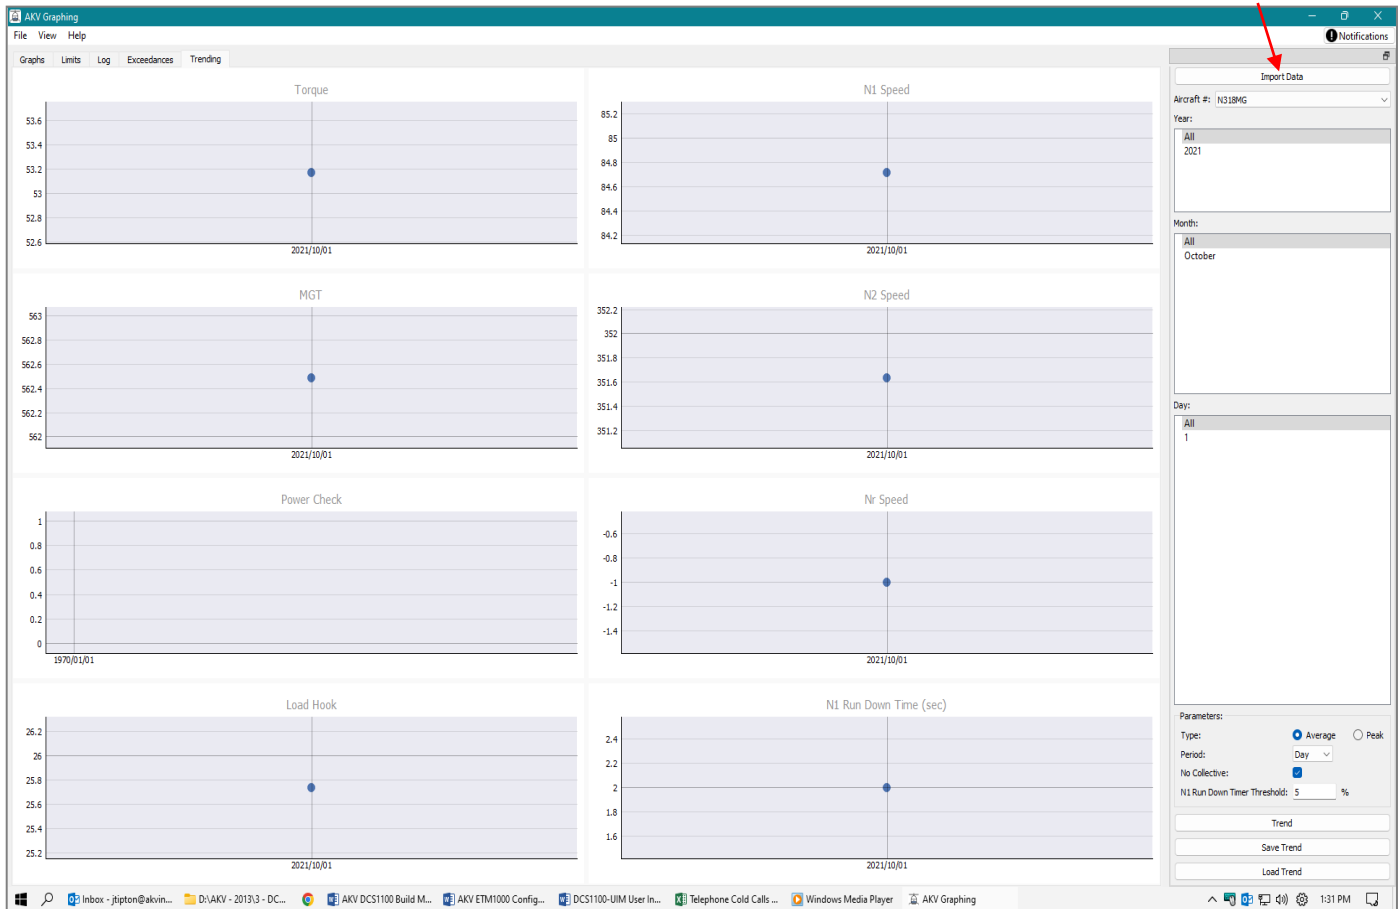 AKV Graphing
File View Help
Notifications
Graphs Limits Log Exceedances Trending
Torque
53.6
53.4
53.2
53
52.8
52.6
2021/10/01
N1 Speed
85.2
85
84.8
84.6
84.4
84.2
2021/10/01
MGT
563
562.8
562.6
562.4
562.2
562
2021/10/01
N2 Speed
352.2
352
351.8
351.6
351.4
351.2
2021/10/01
Power Check
1
0.8
0.6
0.4
0.2
0
1970/01/01
Nr Speed
-0.6
-0.8
-1
-1.2
-1.4
2021/10/01
Load Hook
26.2
26
25.8
25.6
25.4
25.2
2021/10/01
N1 Run Down Time (sec)
2.4
2.2
2
1.8
1.6
2021/10/01
Import Data
Aircraft #: N318MG
Year:
All
2021
Month:
All
October
Day:
All
1
Parameters:
Type: Average Peak
Period: Day
No Collective:
N1 Run Down Timer Threshold: 5 %
Trend
Save Trend
Load Trend
Inbox - jtipton@akvin... D:\AKV - 2013\3 - DC... AKV DCS1100 Build M... AKV ETM1000 Config... DCS1100-UIM User In... Telephone Cold Calls ... Windows Media Player AKV Graphing 1:31 PM